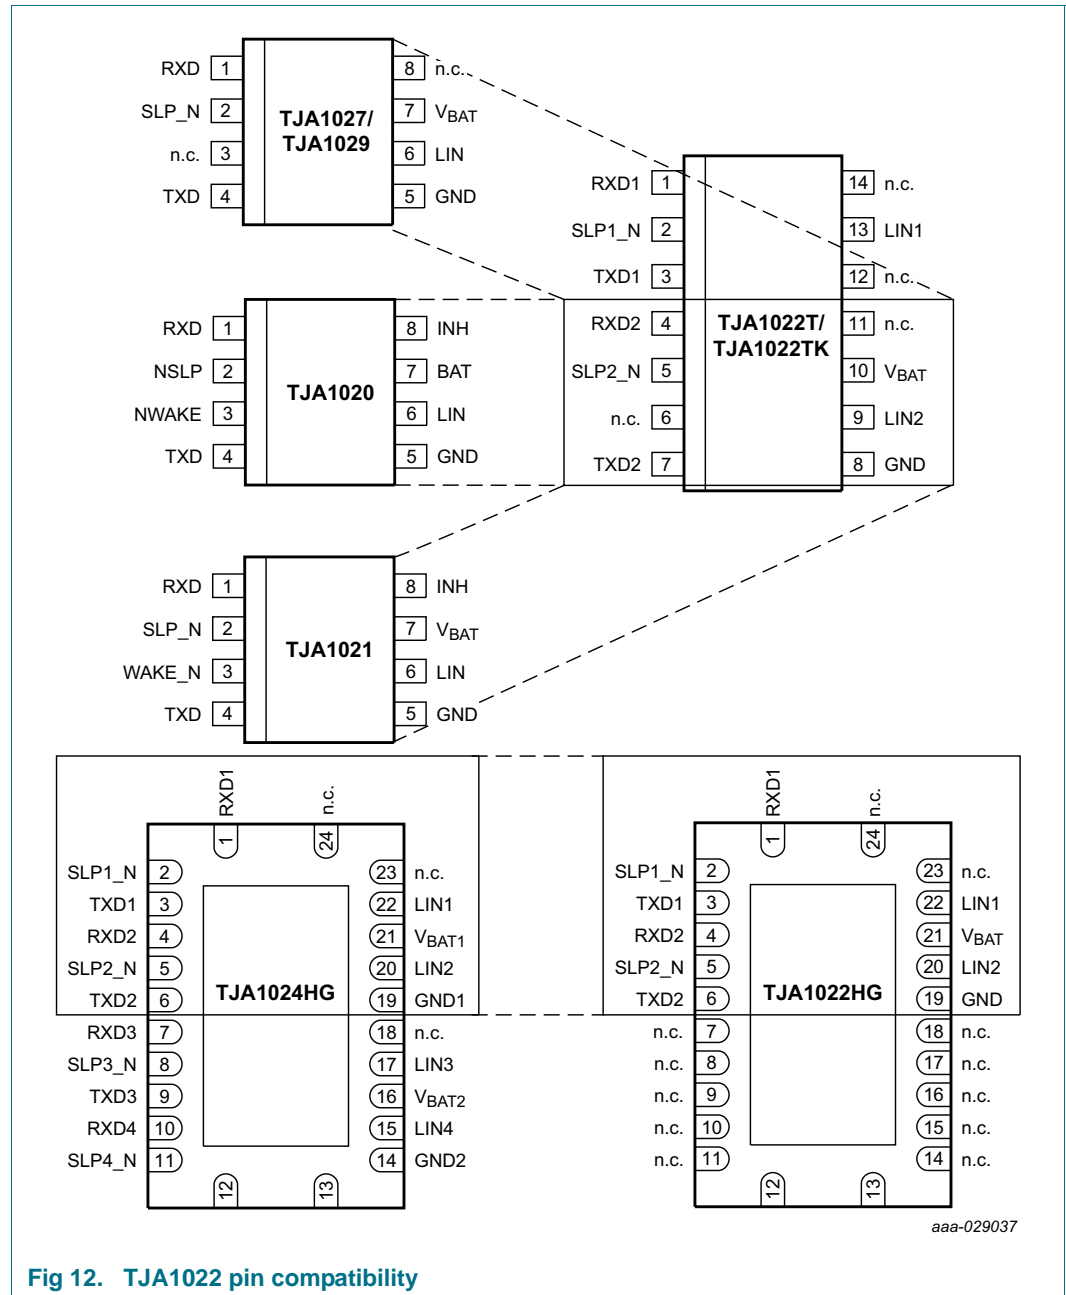 RXD 1
SLP_N 2
n.c. 3
TXD 4
TJA1027/
TJA1029
8 n.c.
7 VBAT
6 LIN
5 GND
RXD 1
NSLP 2
NWAKE 3
TXD 4
TJA1020
8 INH
7 BAT
6 LIN
5 GND
RXD 1
SLP_N 2
WAKE_N 3
TXD 4
TJA1021
8 INH
7 VBAT
6 LIN
5 GND
RXD1 1
SLP1_N 2
TXD1 3
RXD2 4
SLP2_N 5
n.c. 6
TXD2 7
TJA1022T/
TJA1022TK
14 n.c.
13 LIN1
12 n.c.
11 n.c.
10 VBAT
9 LIN2
8 GND
RXD1 1
n.c. 24
SLP1_N 2
TXD1 3
RXD2 4
SLP2_N 5
TXD2 6
RXD3 7
SLP3_N 8
TXD3 9
RXD4 10
SLP4_N 11
TJA1024HG
23 n.c.
22 LIN1
21 VBAT1
20 LIN2
19 GND1
18 n.c.
17 LIN3
16 VBAT2
15 LIN4
14 GND2
12
13
RXD1 1
n.c. 24
SLP1_N 2
TXD1 3
RXD2 4
SLP2_N 5
TXD2 6
n.c. 7
n.c. 8
n.c. 9
n.c. 10
n.c. 11
TJA1022HG
23 n.c.
22 LIN1
21 VBAT
20 LIN2
19 GND
18 n.c.
17 n.c.
16 n.c.
15 n.c.
14 n.c.
12
13
aaa-029037
Fig 12. TJA1022 pin compatibility